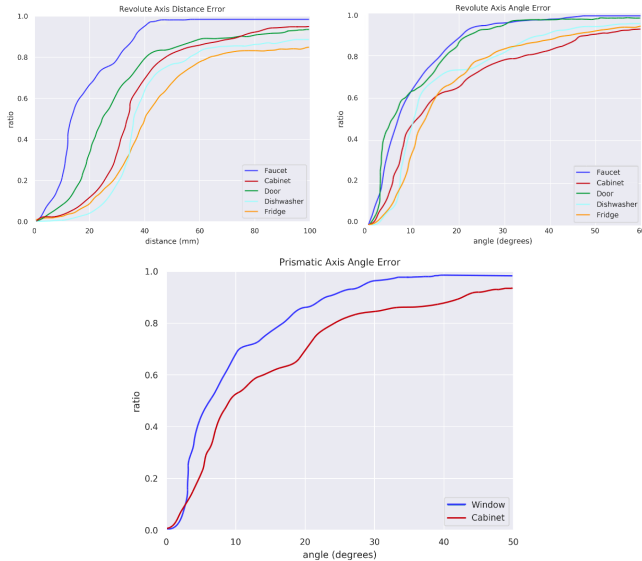 Revolute Axis Distance Error
1.0
0.8
0.6
0.4
0.2
0.0
ratio
0
20
40
60
80
100
distance (mm)
Faucet
Cabinet
Door
Dishwasher
Fridge
Revolute Axis Angle Error
1.0
0.8
0.6
0.4
0.2
0.0
ratio
0
10
20
30
40
50
60
angle (degrees)
Faucet
Cabinet
Door
Dishwasher
Fridge
Prismatic Axis Angle Error
1.0
0.8
0.6
0.4
0.2
0.0
ratio
0
10
20
30
40
50
angle (degrees)
Window
Cabinet